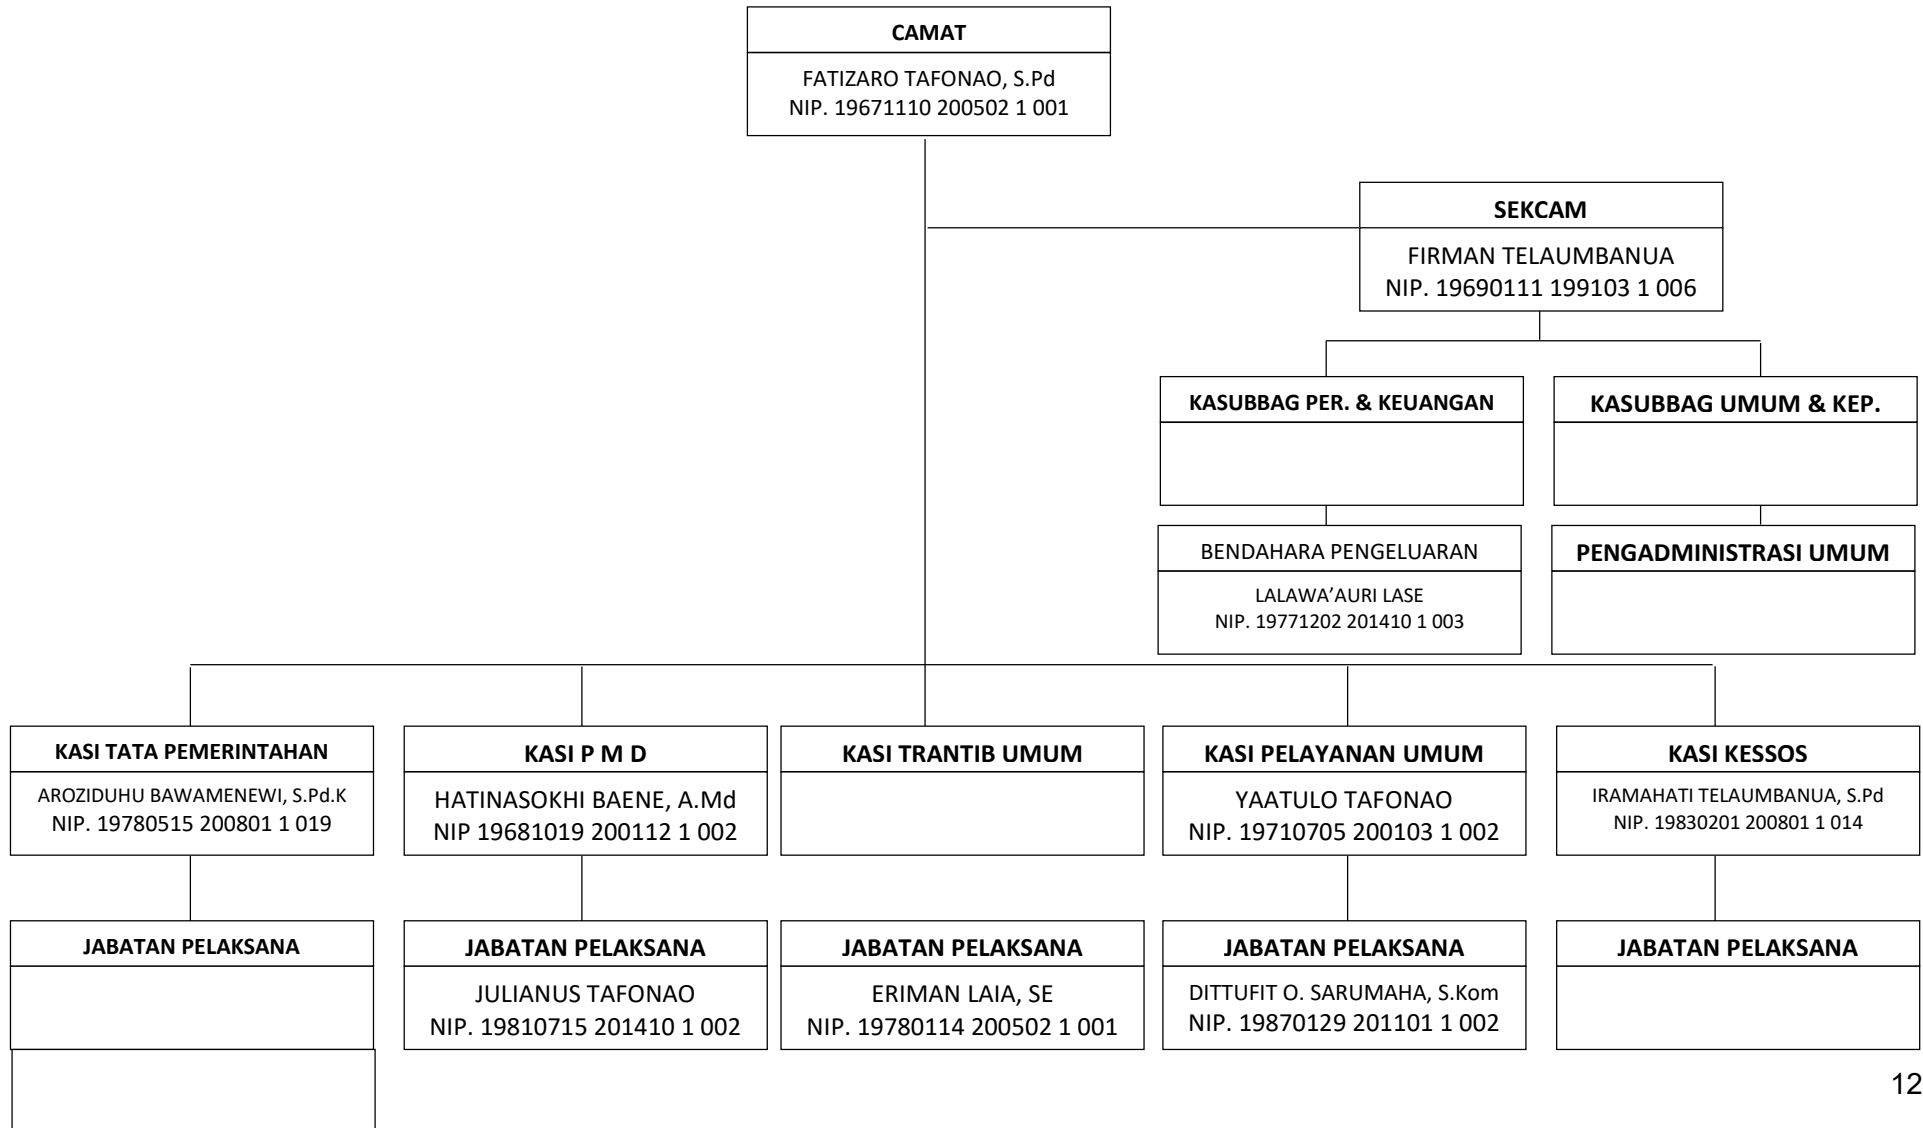 CAMAT
FATIZARO TAFONAO, S.Pd
NIP. 19671110 200502 1 001
SEKCAM
FIRMAN TELAUMBANUA
NIP. 19690111 199103 1 006
KASUBBAG PER. & KEUANGAN
KASUBBAG UMUM & KEP.
BENDAHARA PENGELUARAN
LALAWA’AURI LASE
NIP. 19771202 201410 1 003
PENGADMINISTRASI UMUM
KASI TATA PEMERINTAHAN
AROZIDUHU BAWAMENEWI, S.Pd.K
NIP. 19780515 200801 1 019
KASI P M D
HATINASOKHI BAENE, A.Md
NIP 19681019 200112 1 002
KASI TRANTIB UMUM
KASI PELAYANAN UMUM
YAATULO TAFONAO
NIP. 19710705 200103 1 002
KASI KESSOS
IRAMAHATI TELAUMBANUA, S.Pd
NIP. 19830201 200801 1 014
JABATAN PELAKSANA
JABATAN PELAKSANA
JULIANUS TAFONAO
NIP. 19810715 201410 1 002
JABATAN PELAKSANA
ERIMAN LAIA, SE
NIP. 19780114 200502 1 001
JABATAN PELAKSANA
DITTUFIT O. SARUMAHA, S.Kom
NIP. 19870129 201101 1 002
JABATAN PELAKSANA
12